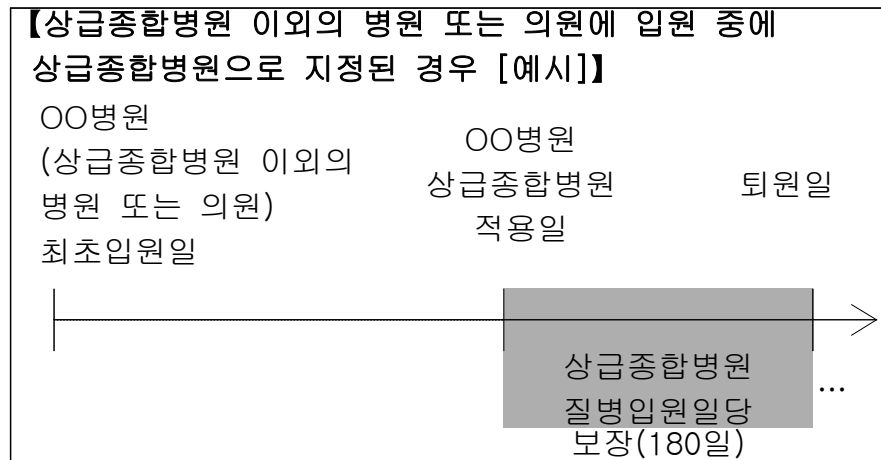 【상급종합병원 이외의 병원 또는 의원에 입원 중에
상급종합병원으로 지정된 경우 [예시]】
OO병원
(상급종합병원 이외의
병원 또는 의원)
최초입원일
OO병원
상급종합병원
적용일
퇴원일
상급종합병원
질병입원일당
보장(180일)
...